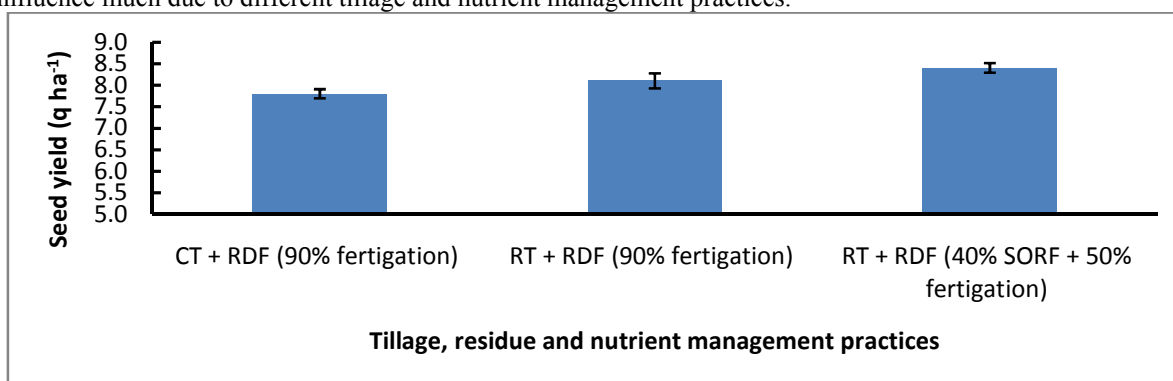 influence much due to different tillage and nutrient management practices.
9.0
8.5
8.0
7.5
7.0
6.5
6.0
5.5
5.0
Seed yield (q ha⁻¹)
CT + RDF (90% fertigation)
RT + RDF (90% fertigation)
RT + RDF (40% SORF + 50%
fertigation)
Tillage, residue and nutrient management practices